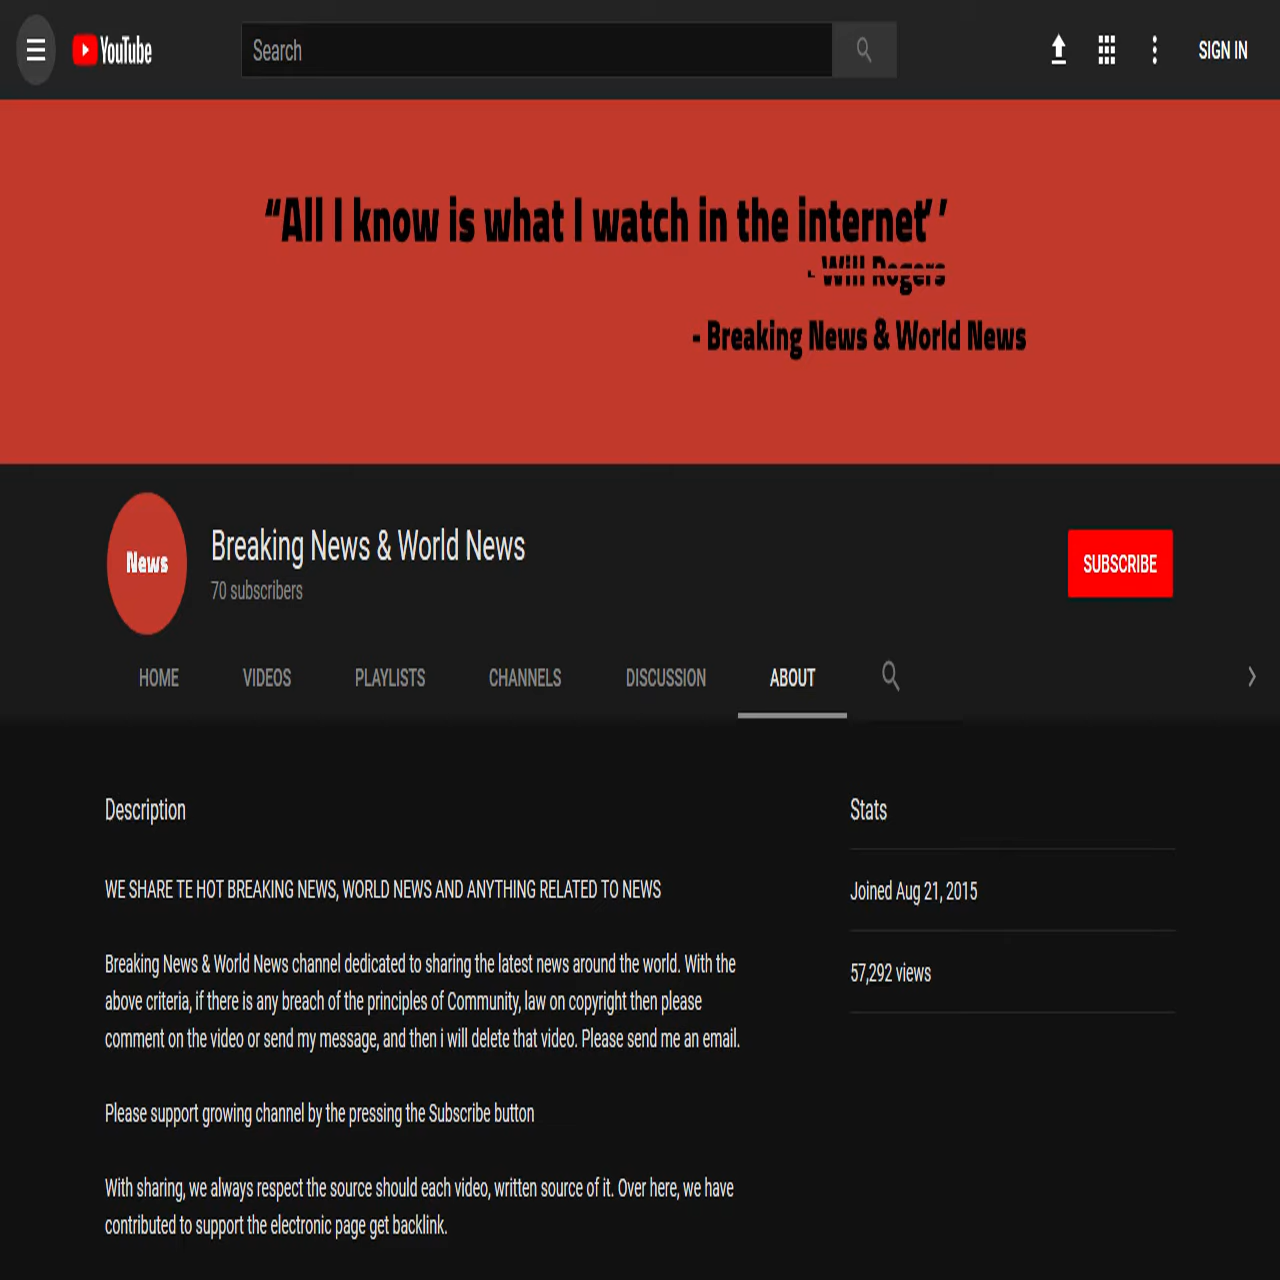 YouTube
Search
SIGN IN
“All I know is what I watch in the internet’’
- Will Rogers
- Breaking News & World News
News
Breaking News & World News
70 subscribers
SUBSCRIBE
HOME VIDEOS PLAYLISTS CHANNELS DISCUSSION ABOUT
Description
WE SHARE TE HOT BREAKING NEWS, WORLD NEWS AND ANYTHING RELATED TO NEWS
Breaking News & World News channel dedicated to sharing the latest news around the world. With the
above criteria, if there is any breach of the principles of Community, law on copyright then please
comment on the video or send my message, and then i will delete that video. Please send me an email.
Please support growing channel by the pressing the Subscribe button
With sharing, we always respect the source should each video, written source of it. Over here, we have
contributed to support the electronic page get backlink.
Stats
Joined Aug 21, 2015
57,292 views